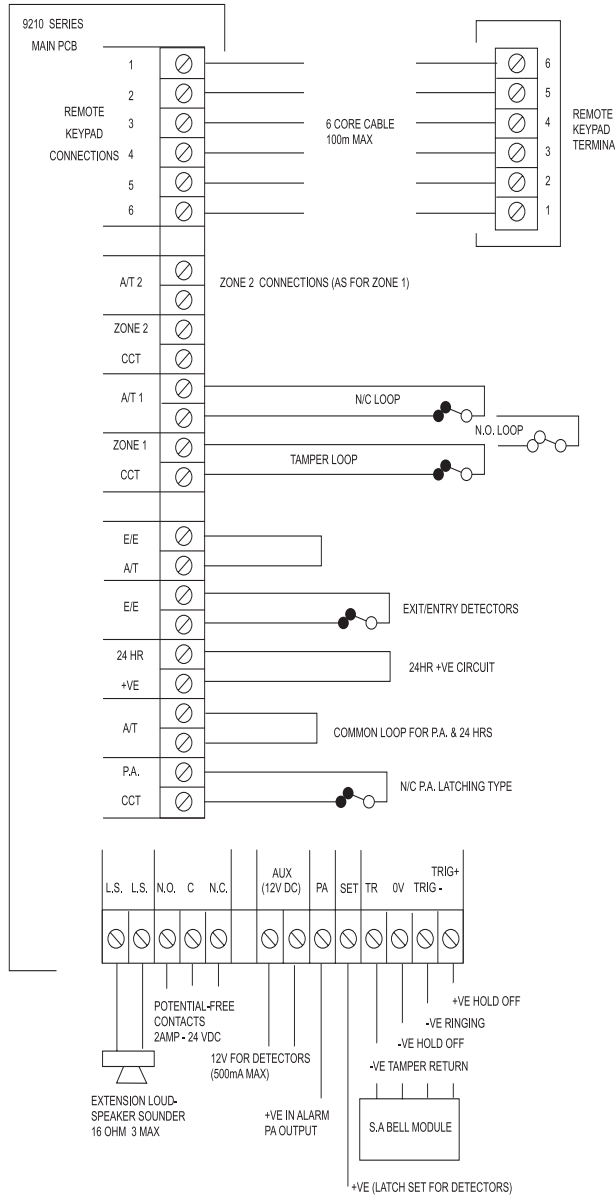 9210 SERIES
MAIN PCB
1
2
REMOTE
3
KEYPAD
CONNECTIONS 4
5
6
6 CORE CABLE
100m MAX
6
5
4
3
2
1
REMOTE
KEYPAD
TERMINA
A/T 2
ZONE 2 CONNECTIONS (AS FOR ZONE 1)
ZONE 2
CCT
A/T 1
N/C LOOP
N.O. LOOP
ZONE 1
CCT
TAMPER LOOP
E/E
A/T
E/E
EXIT/ENTRY DETECTORS
24 HR
+VE
24HR +VE CIRCUIT
A/T
COMMON LOOP FOR P.A. & 24 HRS
P.A.
CCT
N/C P.A. LATCHING TYPE
L.S. L.S. N.O. C N.C.
AUX
(12V DC)
PA SET TR 0V TRIG -
TRIG+
POTENTIAL-FREE
CONTACTS
2AMP - 24 VDC
12V FOR DETECTORS
(500mA MAX)
+VE HOLD OFF
-VE RINGING
-VE HOLD OFF
-VE TAMPER RETURN
EXTENSION LOUD-
SPEAKER SOUNDER
16 OHM 3 MAX
+VE IN ALARM
PA OUTPUT
S.A BELL MODULE
+VE (LATCH SET FOR DETECTORS)